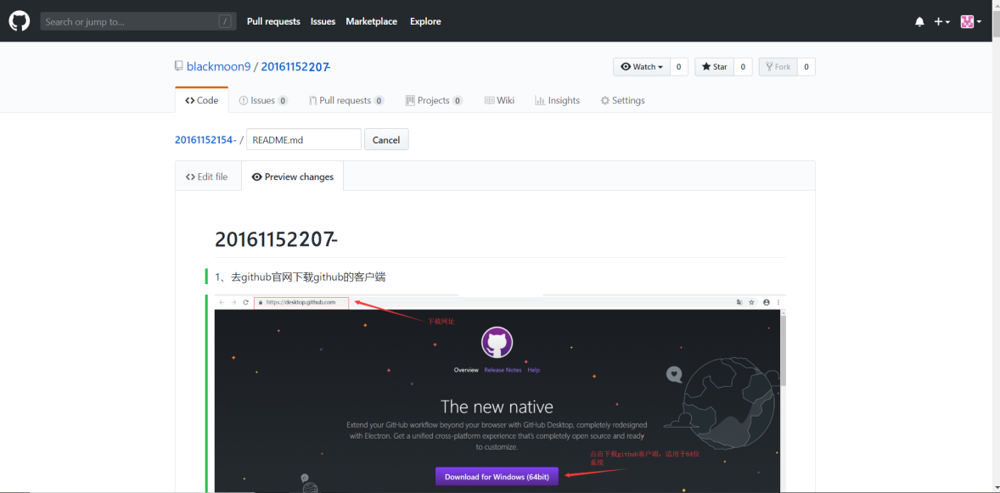 Search or jump to... /
Pull requests Issues Marketplace Explore
blackmoon9 / 20161152207-
Watch 0 Star 0 Fork 0
Code Issues 0 Pull requests 0 Projects 0 Wiki Insights Settings
20161152154- / README.md Cancel
Edit file Preview changes
20161152207-
1、去github官网下载github的客户端
https://desktop.github.com
下载网址
Overview Release Notes Help
The new native
Extend your GitHub workflow beyond your browser with GitHub Desktop, completely redesigned
with Electron. Get a unified cross-platform experience that's completely open source and ready
to customize.
点击下载github客户端，适用于64位
系统
Download for Windows (64bit)